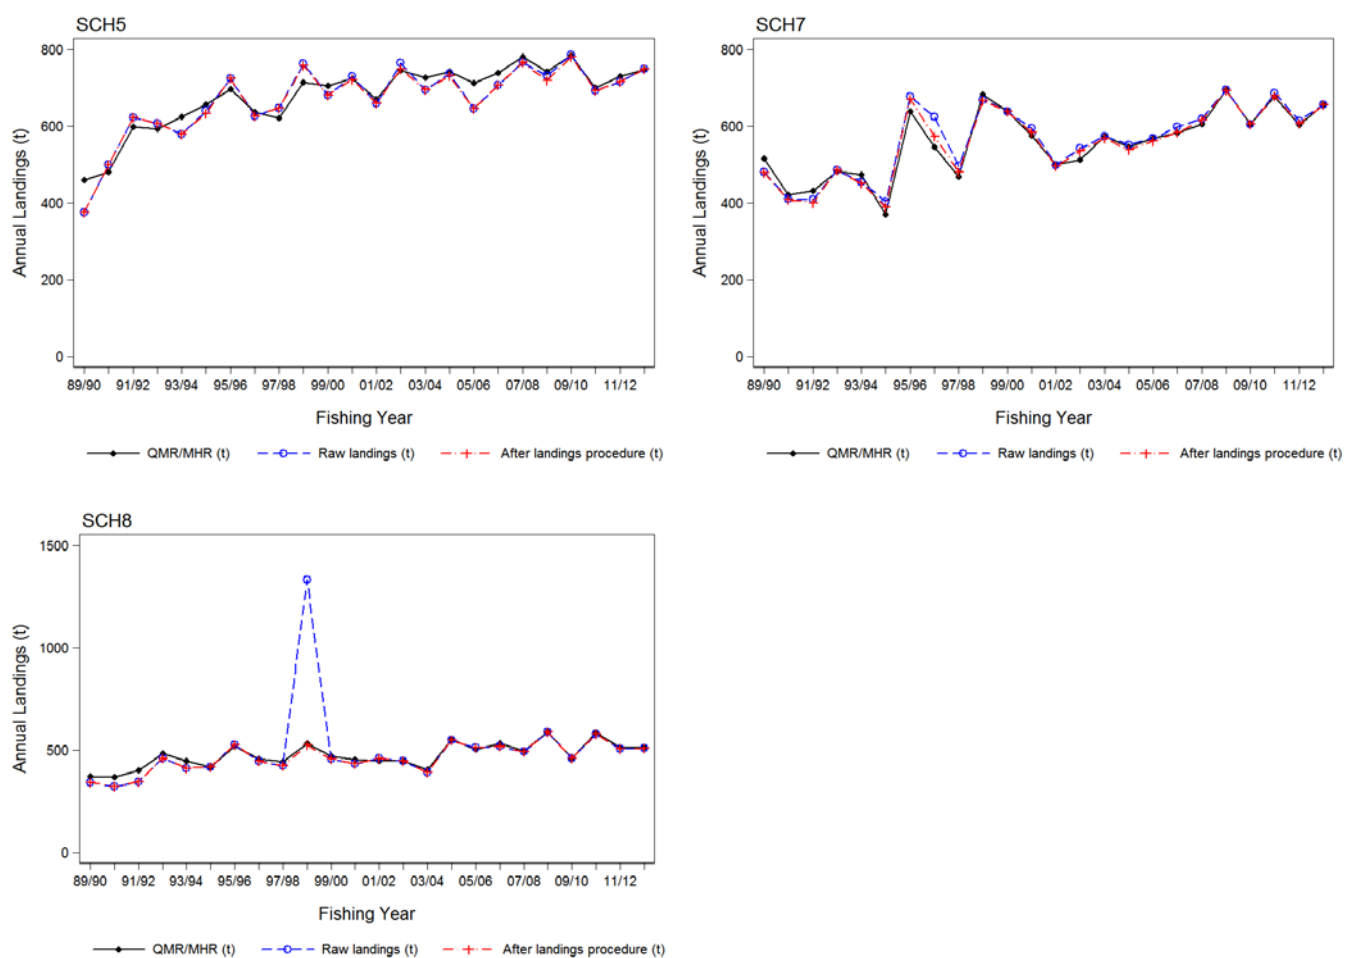 SCH5
800
600
400
200
0
Annual Landings (t)
89/90 91/92 93/94 95/96 97/98 99/00 01/02 03/04 05/06 07/08 09/10 11/12
Fishing Year
QMR/MHR (t) Raw landings (t) After landings procedure (t)
SCH7
800
600
400
200
0
Annual Landings (t)
89/90 91/92 93/94 95/96 97/98 99/00 01/02 03/04 05/06 07/08 09/10 11/12
Fishing Year
QMR/MHR (t) Raw landings (t) After landings procedure (t)
SCH8
1500
1000
500
0
Annual Landings (t)
89/90 91/92 93/94 95/96 97/98 99/00 01/02 03/04 05/06 07/08 09/10 11/12
Fishing Year
QMR/MHR (t) Raw landings (t) After landings procedure (t)